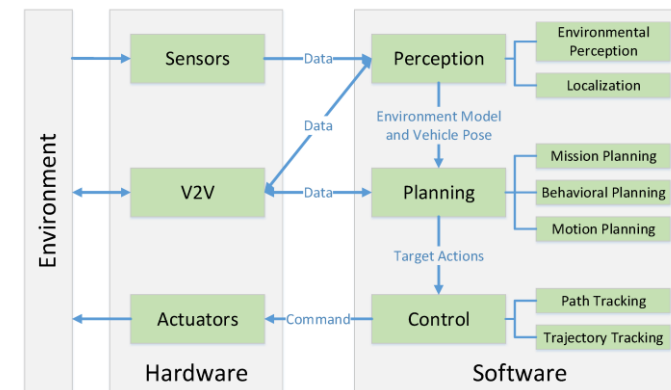 Environment
Sensors
Data
Perception
Environmental
Perception
Localization
Data
Environment Model
and Vehicle Pose
V2V
Data
Planning
Mission Planning
Behavioral Planning
Motion Planning
Target Actions
Actuators
Command
Control
Path Tracking
Trajectory Tracking
Hardware
Software